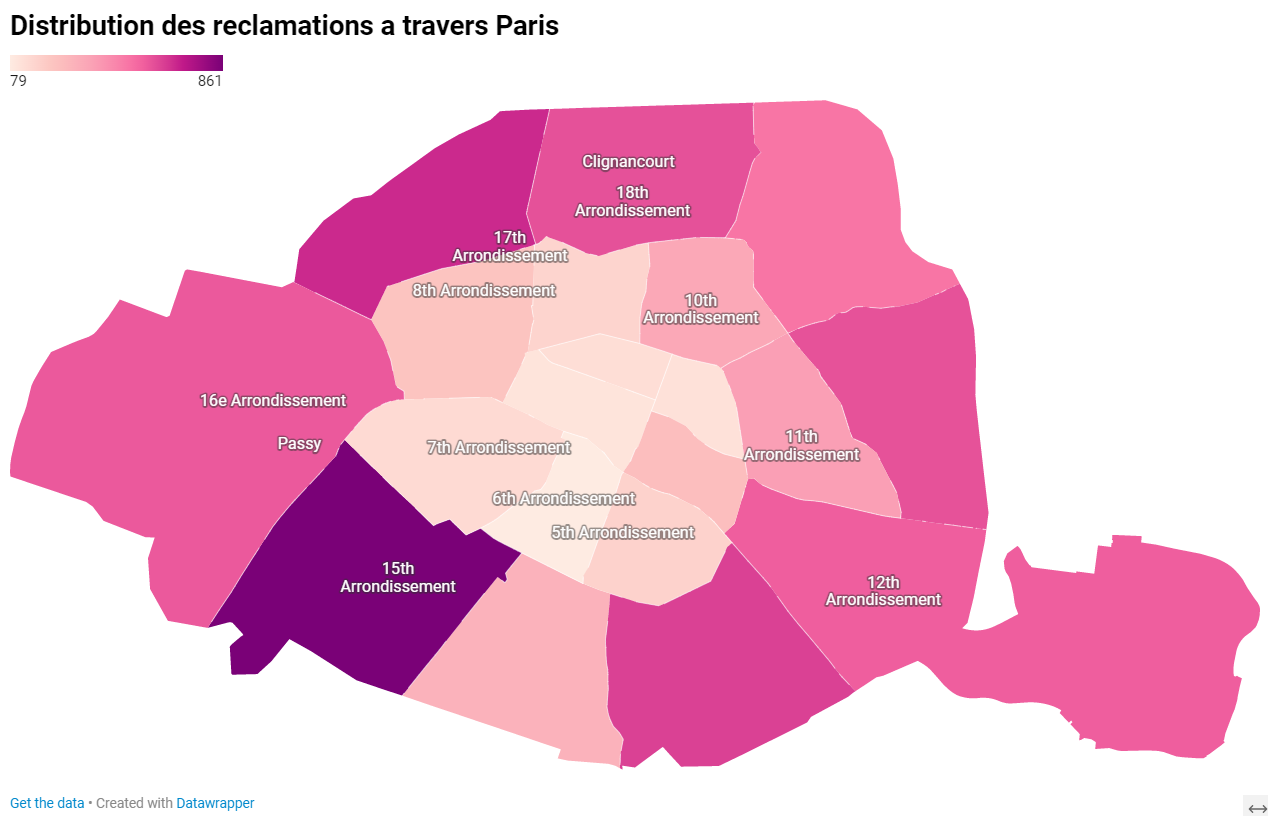 Distribution des reclamations a travers Paris
79 861
Clignancourt
18th
Arrondissement
17th
Arrondissement
8th Arrondissement
10th
Arrondissement
16e Arrondissement
Passy
7th Arrondissement
11th
Arrondissement
6th Arrondissement
5th Arrondissement
15th
Arrondissement
12th
Arrondissement
Get the data • Created with Datawrapper